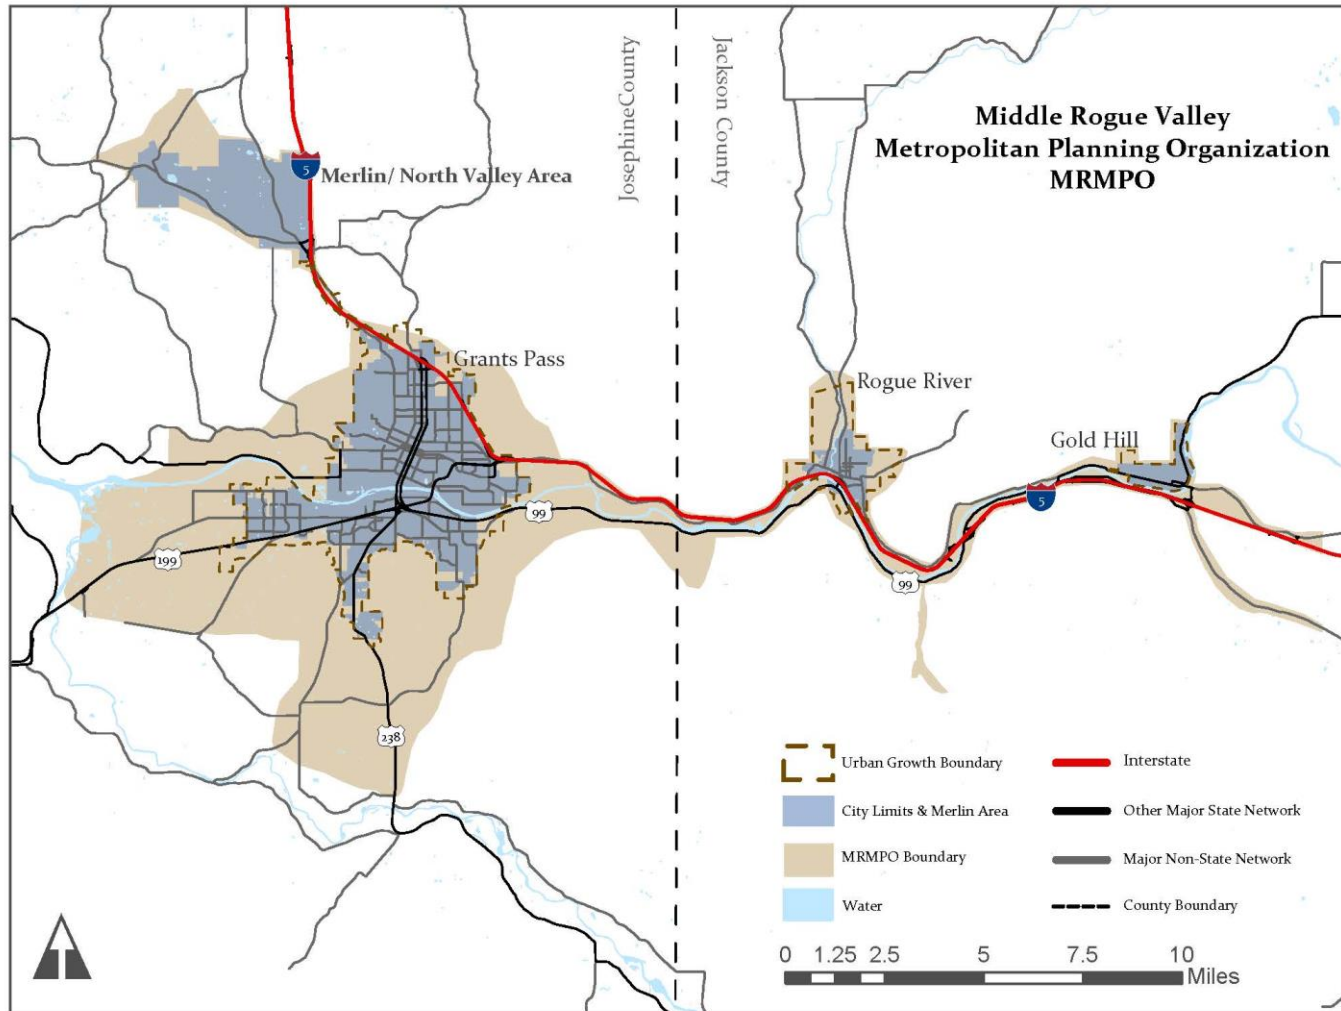 JosephineCounty
Jackson County
Middle Rogue Valley
Metropolitan Planning Organization
MRMPO
5
Merlin/ North Valley Area
Grants Pass
Rogue River
Gold Hill
5
99
199
99
238
Urban Growth Boundary
Interstate
City Limits & Merlin Area
Other Major State Network
MRMPO Boundary
Major Non-State Network
Water
County Boundary
0 1.25 2.5 5 7.5 10
Miles